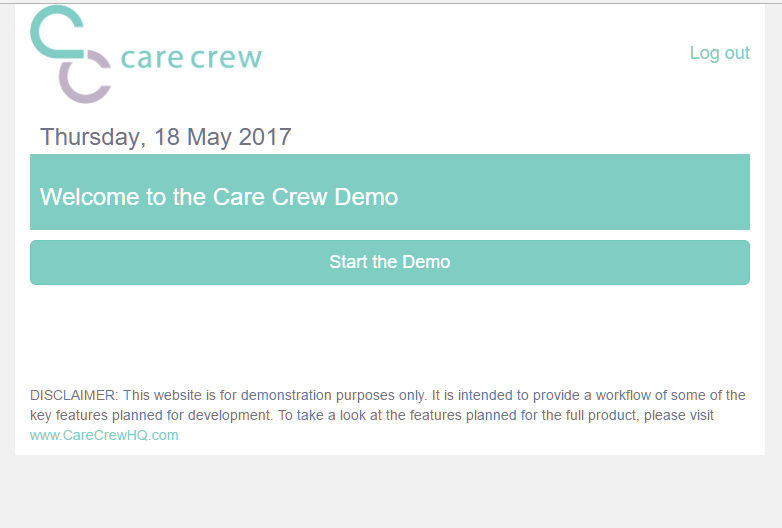 care crew
Log out
Thursday, 18 May 2017
Welcome to the Care Crew Demo
Start the Demo
DISCLAIMER: This website is for demonstration purposes only. It is intended to provide a workflow of some of the
key features planned for development. To take a look at the features planned for the full product, please visit
www.CareCrewHQ.com